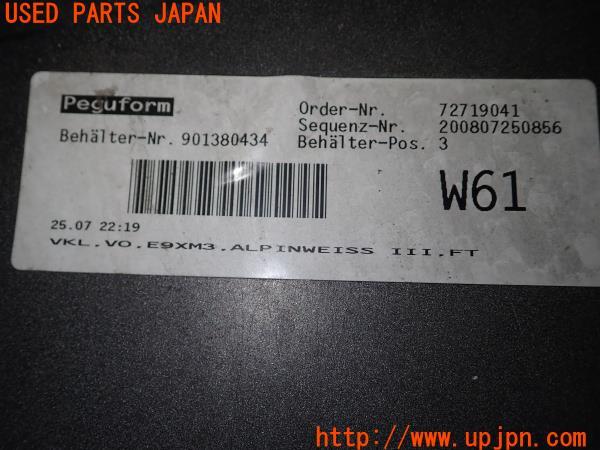 USED PARTS JAPAN
Peguform
Order-Nr. 72719041
Sequenz-Nr. 200807250856
Behälter-Nr. 901380434 Behälter-Pos. 3
W61
25.07 22:19
VKL.VO.E9XM3.ALPINWEISS III.FT
http://www.upjpn.com